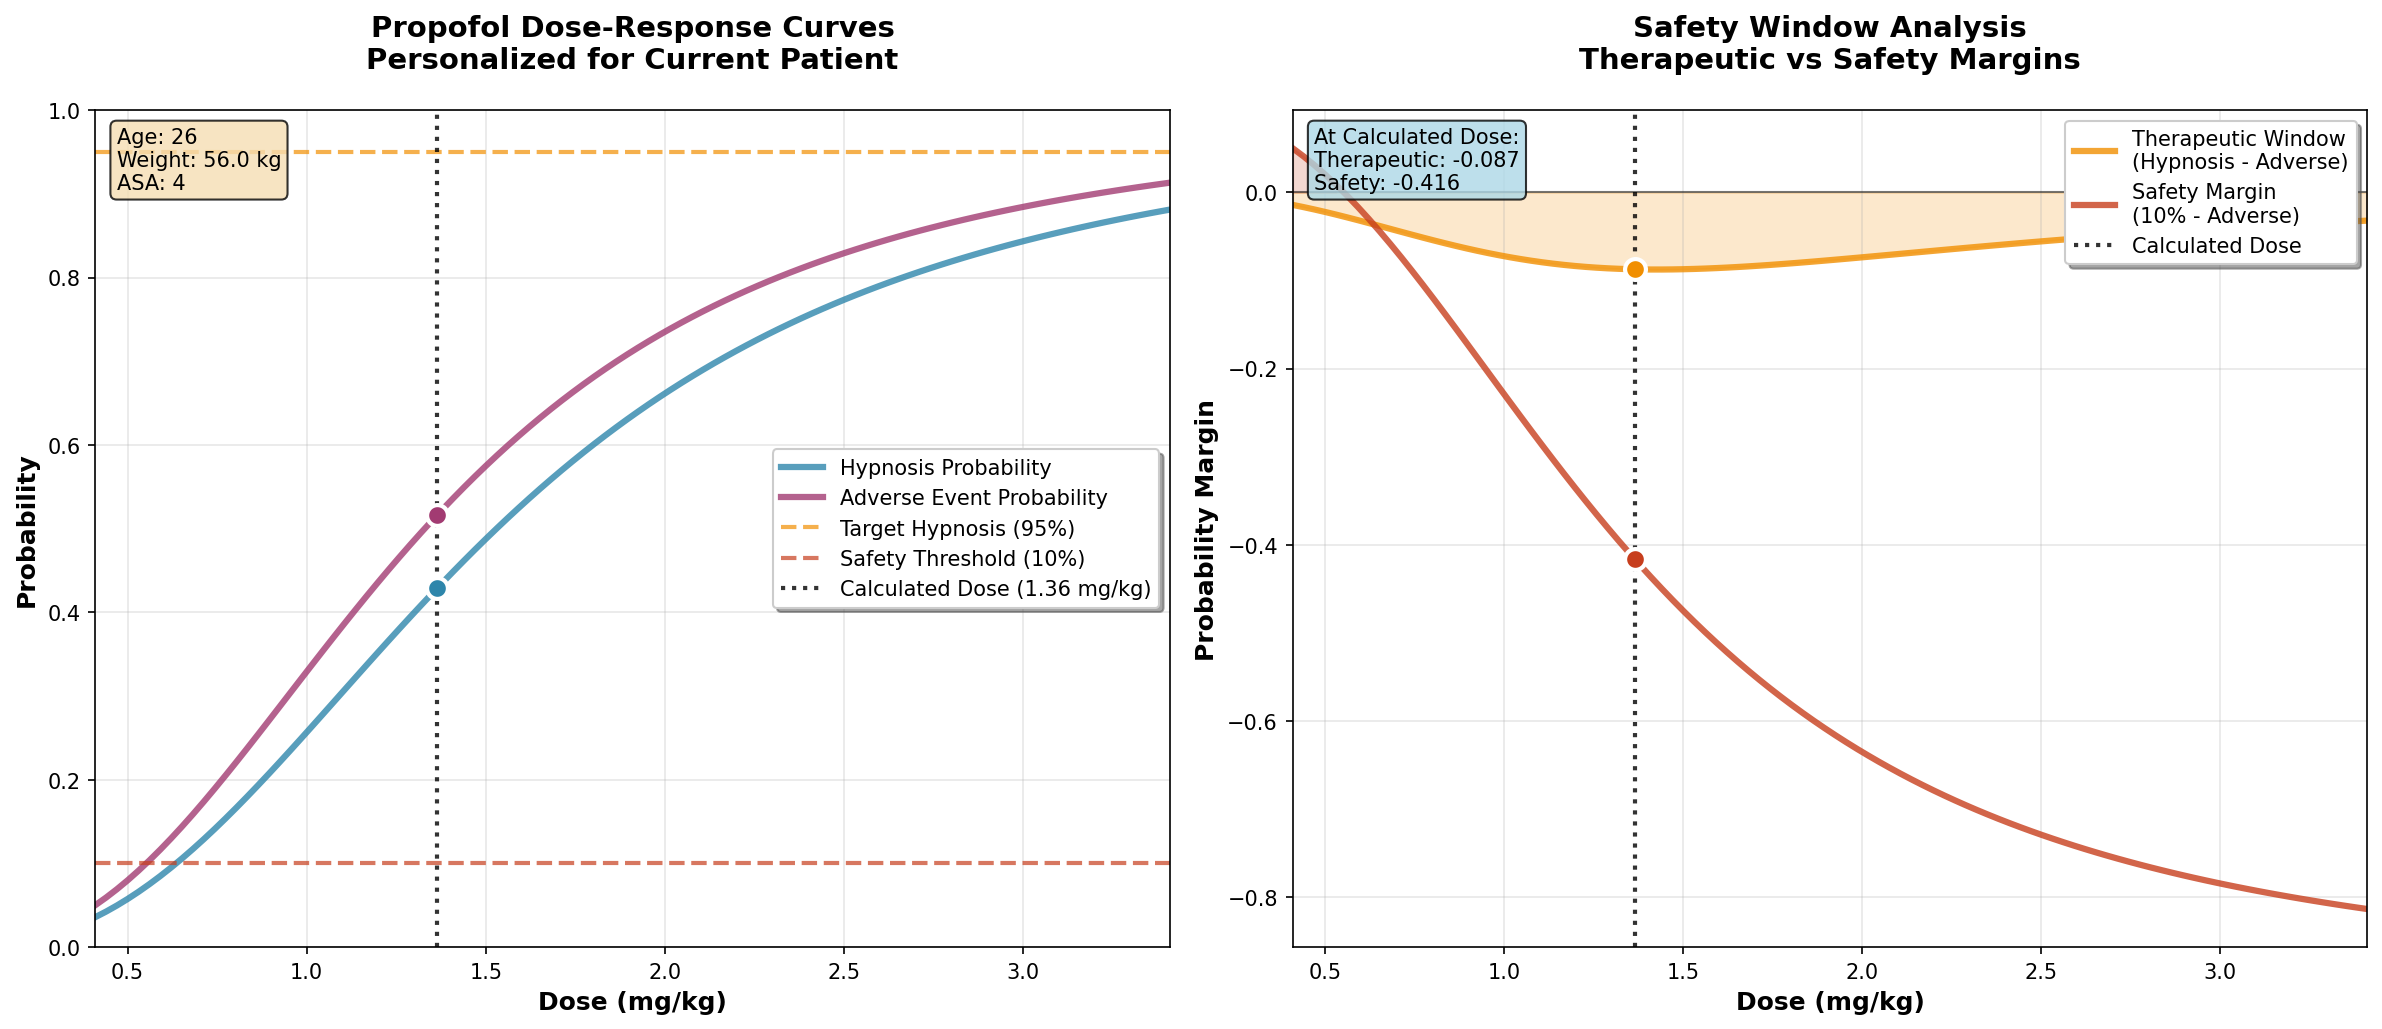 Propofol Dose-Response Curves
Personalized for Current Patient
Probability
1.0
0.8
0.6
0.4
0.2
0.0
Age: 26
Weight: 56.0 kg
ASA: 4
Hypnosis Probability
Adverse Event Probability
Target Hypnosis (95%)
Safety Threshold (10%)
Calculated Dose (1.36 mg/kg)
0.5 1.0 1.5 2.0 2.5 3.0
Dose (mg/kg)
Safety Window Analysis
Therapeutic vs Safety Margins
Probability Margin
0.0
−0.2
−0.4
−0.6
−0.8
At Calculated Dose:
Therapeutic: -0.087
Safety: -0.416
Therapeutic Window
(Hypnosis - Adverse)
Safety Margin
(10% - Adverse)
Calculated Dose
0.5 1.0 1.5 2.0 2.5 3.0
Dose (mg/kg)